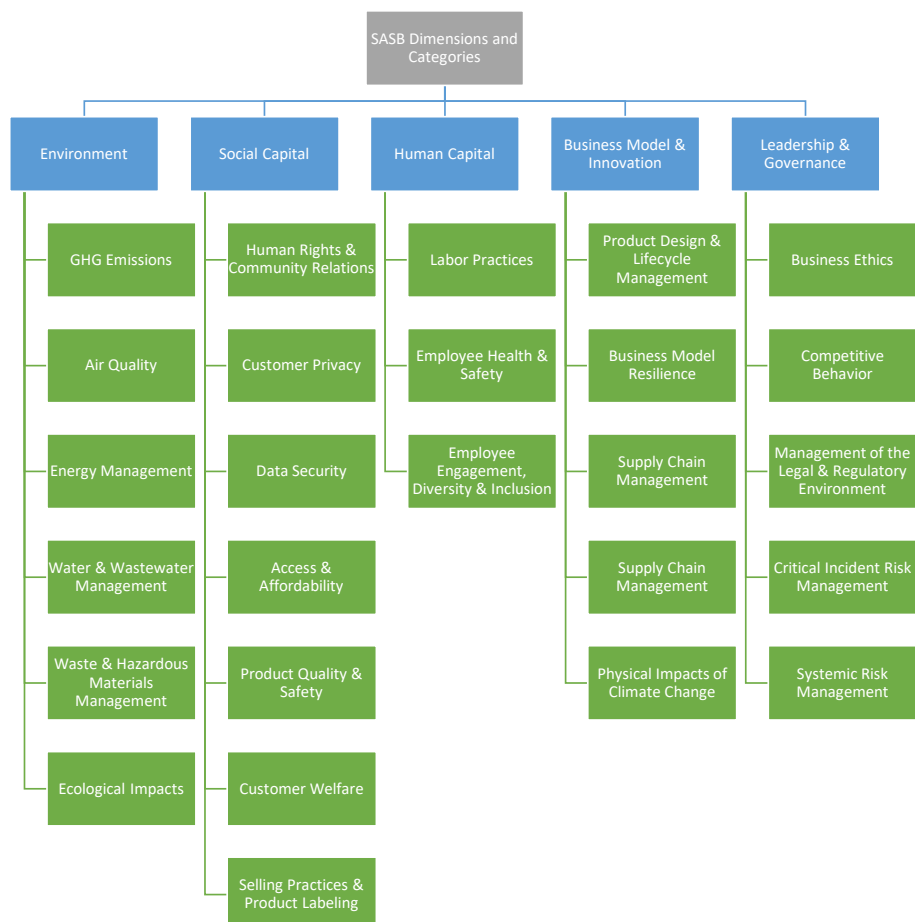 SASB Dimensions and
Categories
Environment
GHG Emissions
Air Quality
Energy Management
Water & Wastewater
Management
Waste & Hazardous
Materials
Management
Ecological Impacts
Social Capital
Human Rights &
Community Relations
Customer Privacy
Data Security
Access &
Affordability
Product Quality &
Safety
Customer Welfare
Selling Practices &
Product Labeling
Human Capital
Labor Practices
Employee Health &
Safety
Employee
Engagement,
Diversity & Inclusion
Business Model &
Innovation
Product Design &
Lifecycle
Management
Business Model
Resilience
Supply Chain
Management
Supply Chain
Management
Physical Impacts of
Climate Change
Leadership &
Governance
Business Ethics
Competitive
Behavior
Management of the
Legal & Regulatory
Environment
Critical Incident Risk
Management
Systemic Risk
Management